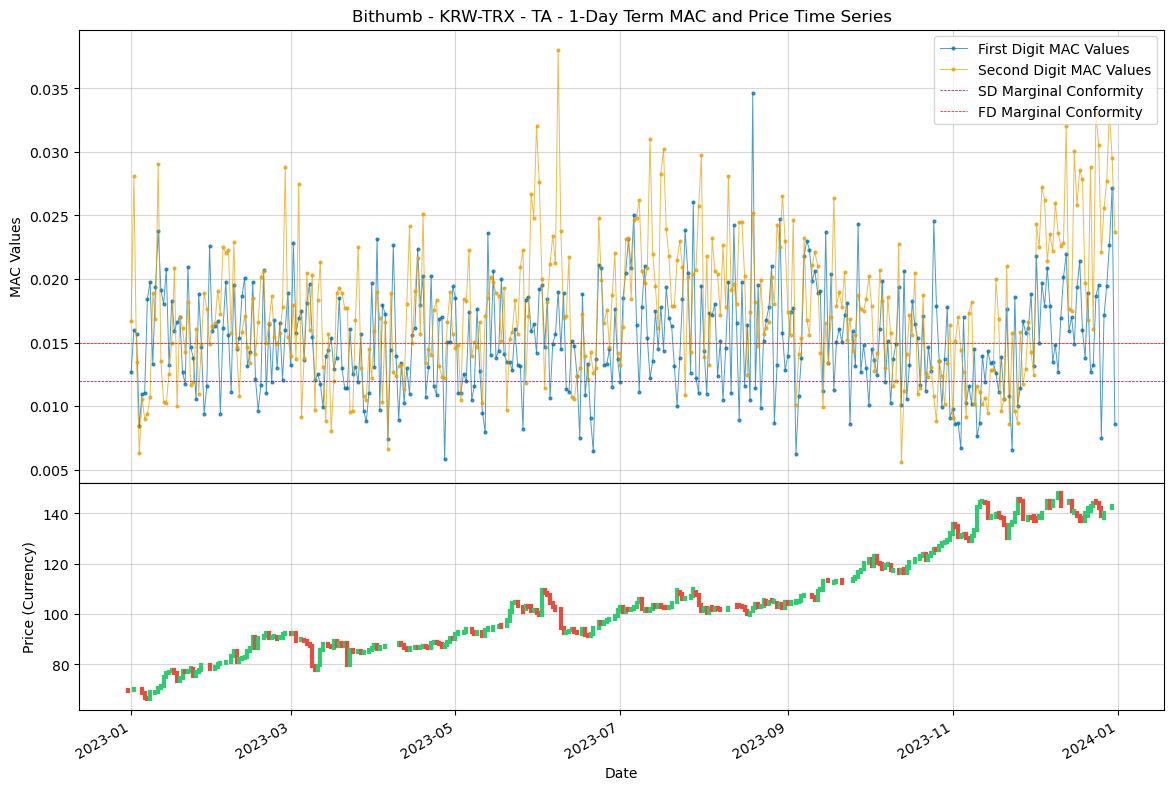 Bithumb - KRW-TRX - TA - 1-Day Term MAC and Price Time Series
First Digit MAC Values
Second Digit MAC Values
SD Marginal Conformity
FD Marginal Conformity
MAC Values
0.035
0.030
0.025
0.020
0.015
0.010
0.005
Price (Currency)
140
120
100
80
2023-01
2023-03
2023-05
2023-07
2023-09
2023-11
2024-01
Date